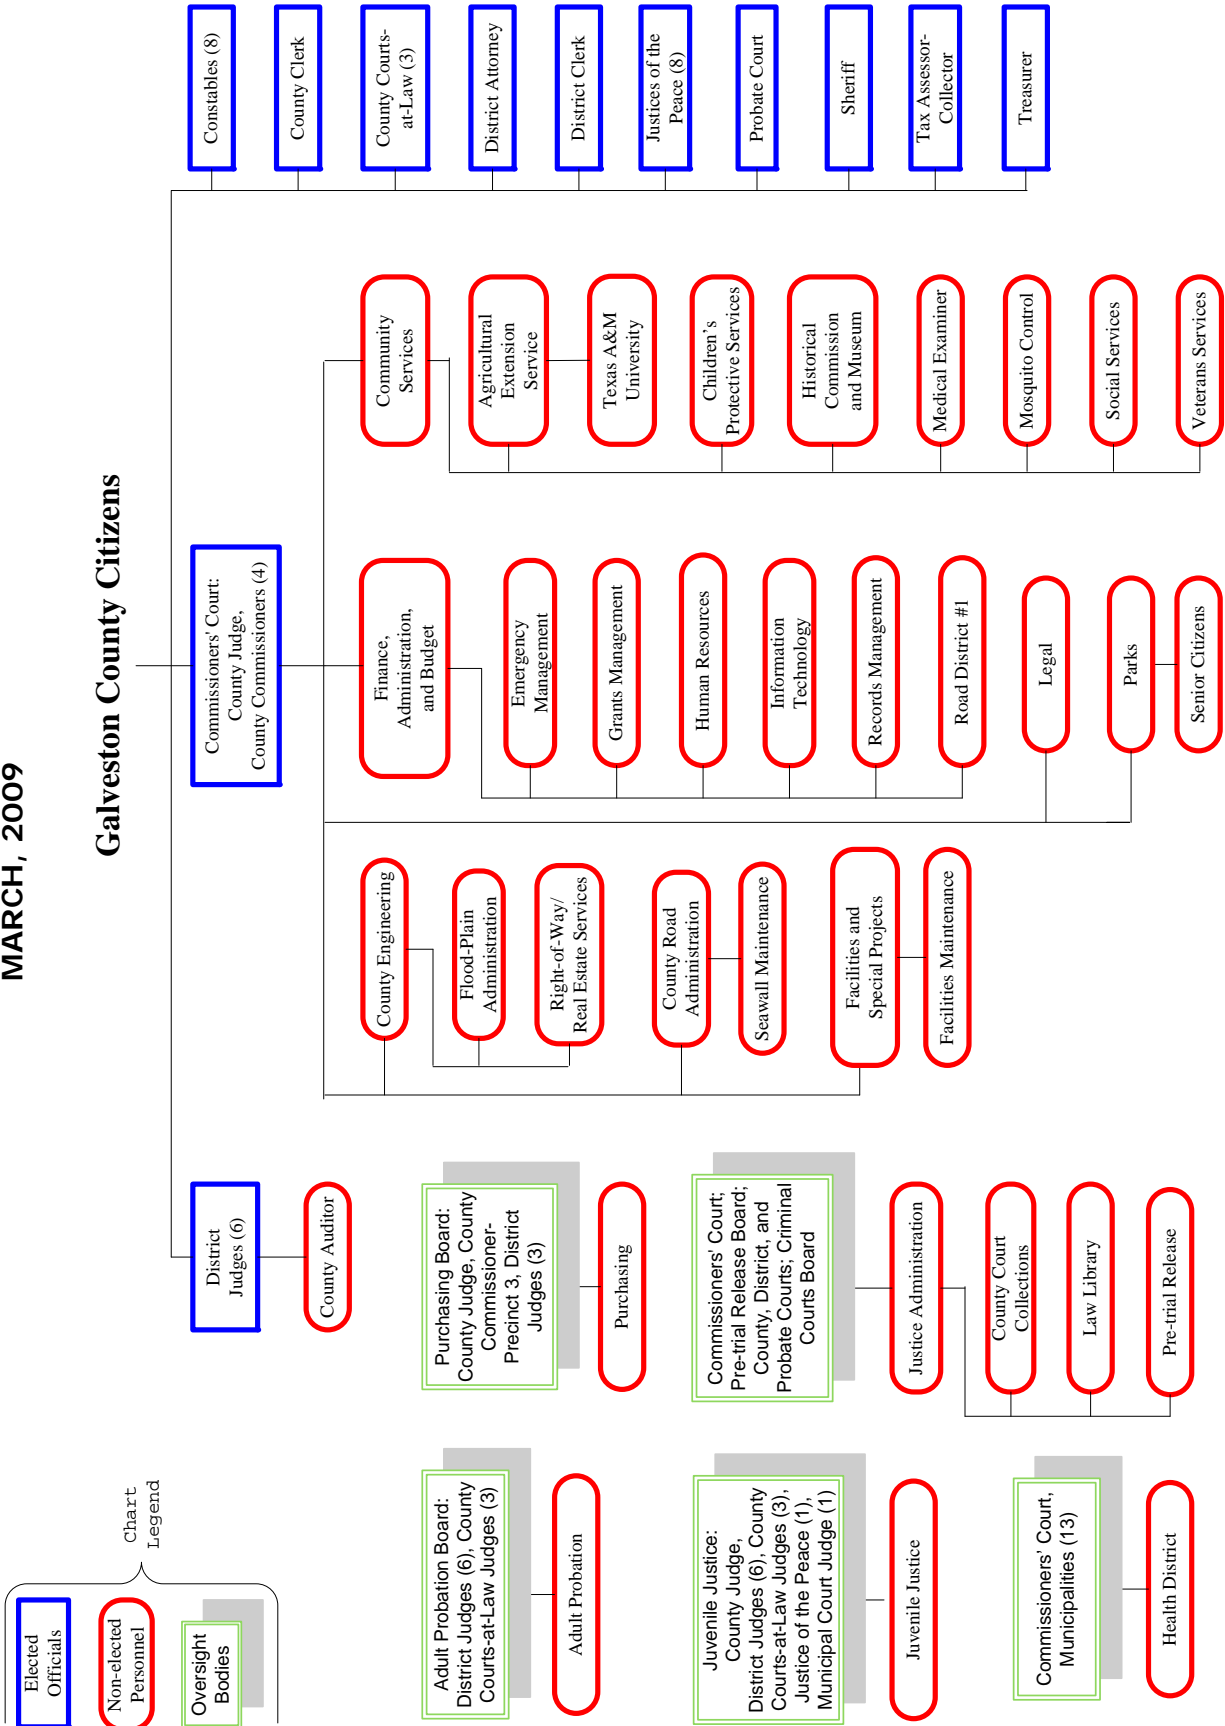 MARCH, 2009
Galveston County Citizens
Chart
Legend
Elected
Officials
Non-elected
Personnel
Oversight
Bodies
District
Judges (6)
County Auditor
Commissioners' Court:
County Judge,
County Commissioners (4)
Constables (8)
County Clerk
County Courts-
at-Law (3)
District Attorney
District Clerk
Justices of the
Peace (8)
Probate Court
Sheriff
Tax Assessor-
Collector
Treasurer
County Engineering
Flood-Plain
Administration
Right-of-Way/
Real Estate Services
County Road
Administration
Seawall Maintenance
Facilities and
Special Projects
Facilities Maintenance
Finance,
Administration,
and Budget
Emergency
Management
Grants Management
Human Resources
Information
Technology
Records Management
Road District #1
Legal
Parks
Senior Citizens
Community
Services
Agricultural
Extension
Service
Texas A&M
University
Children's
Protective Services
Historical
Commission
and Museum
Medical Examiner
Mosquito Control
Social Services
Veterans Services
Adult Probation Board:
District Judges (6), County
Courts-at-Law Judges (3)
Adult Probation
Purchasing Board:
County Judge, County
Commissioner-
Precinct 3, District
Judges (3)
Purchasing
Juvenile Justice:
County Judge,
District Judges (6), County
Courts-at-Law Judges (3),
Justice of the Peace (1),
Municipal Court Judge (1)
Juvenile Justice
Commissioners' Court;
Pre-trial Release Board;
County, District, and
Probate Courts; Criminal
Courts Board
Justice Administration
County Court
Collections
Law Library
Pre-trial Release
Commissioners' Court,
Municipalities (13)
Health District